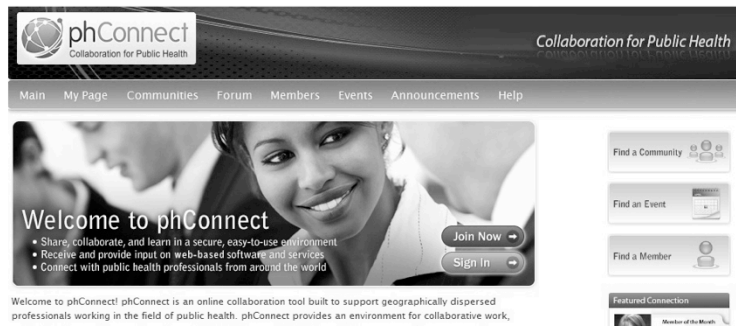 phConnect
Collaboration for Public Health
Collaboration for Public Health
Main My Page Communities Forum Members Events Announcements Help
Welcome to phConnect
• Share, collaborate, and learn in a secure, easy-to-use environment
• Receive and provide input on web-based software and services
• Connect with public health professionals from around the world
Join Now
Sign In
Find a Community
Find an Event
Find a Member
Featured Connection
Member of the Month
Welcome to phConnect! phConnect is an online collaboration tool built to support geographically dispersed
professionals working in the field of public health. phConnect provides an environment for collaborative work,